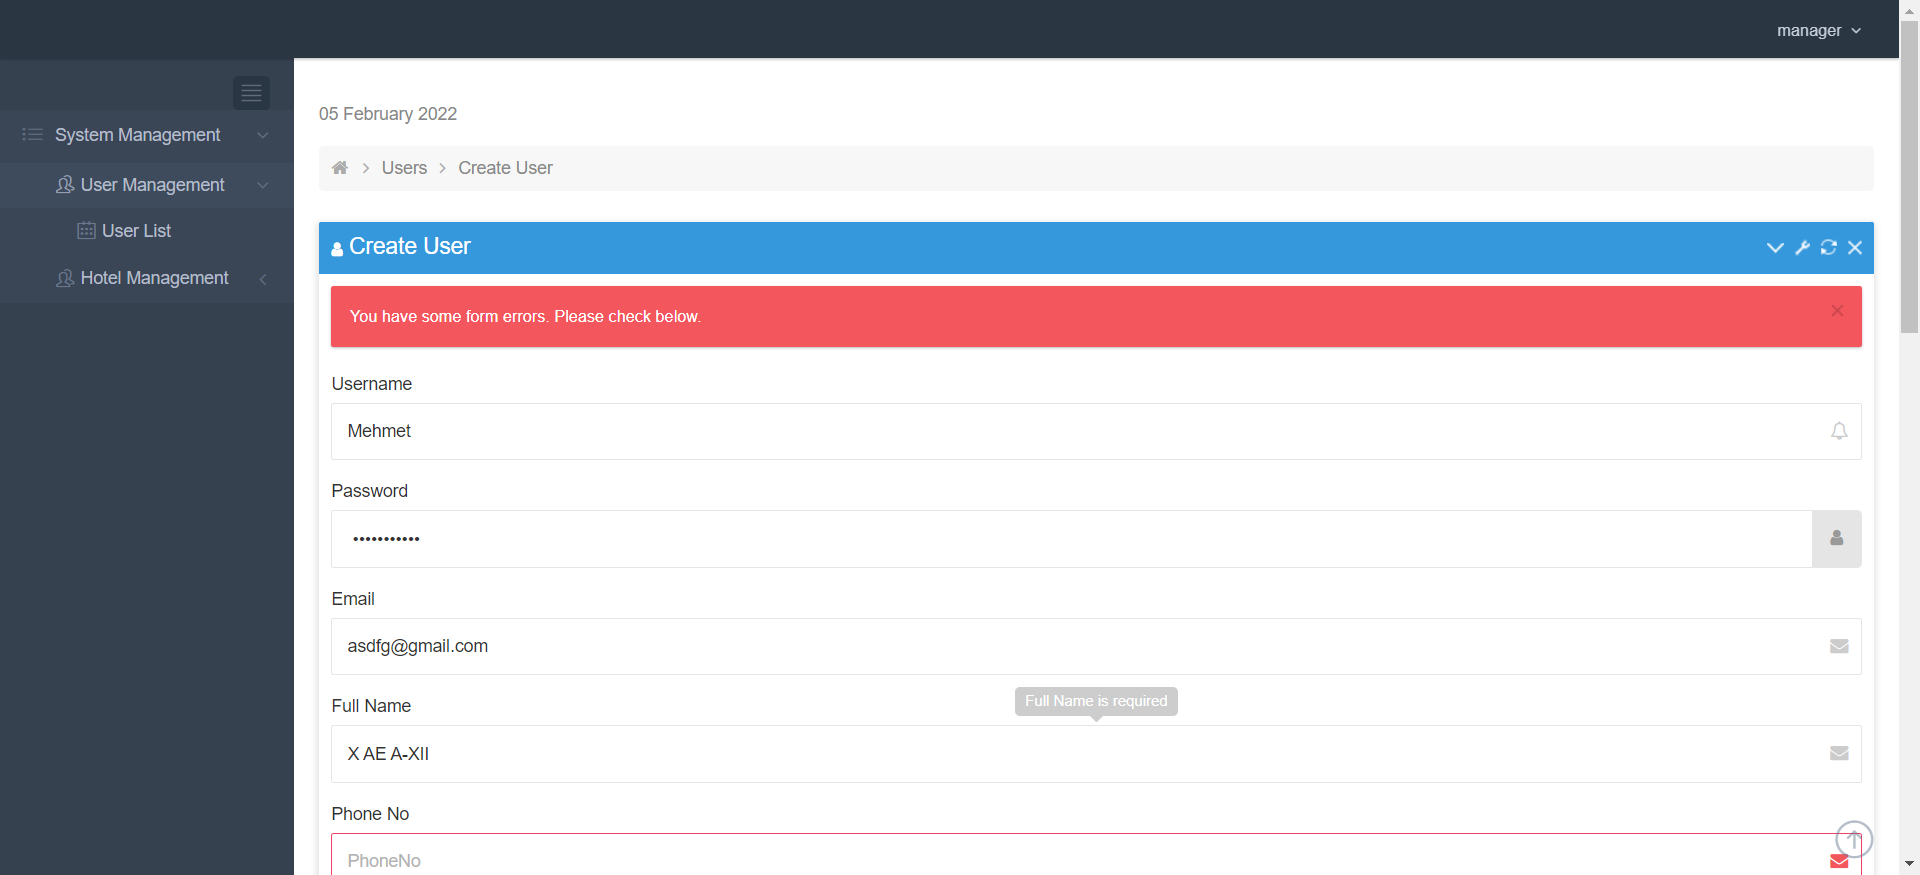 manager
System Management
User Management
User List
Hotel Management
05 February 2022
Users
Create User
Create User
You have some form errors. Please check below.
Username
Mehmet
Password
•••••••••••
Email
asdfg@gmail.com
Full Name
Full Name is required
X AE A-XII
Phone No
PhoneNo